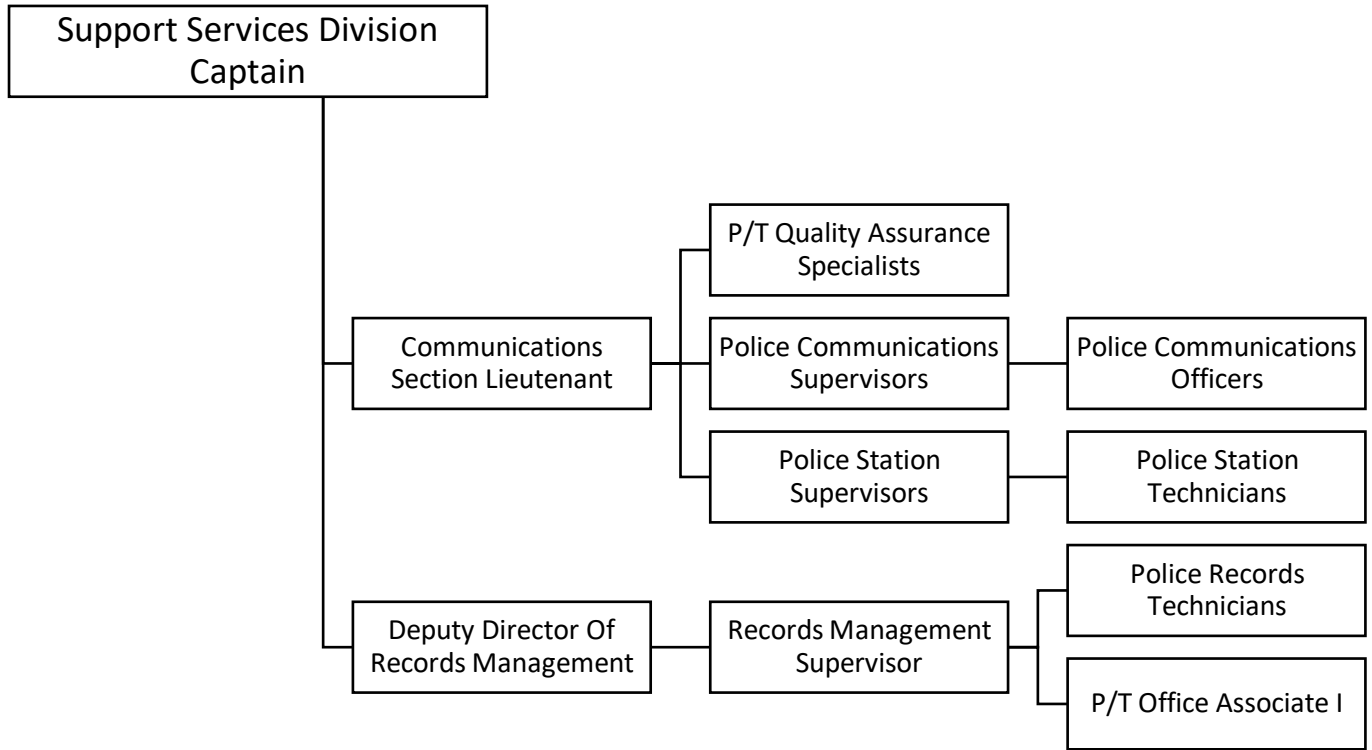 Support Services Division
Captain
Communications
Section Lieutenant
P/T Quality Assurance
Specialists
Police Communications
Supervisors
Police Communications
Officers
Police Station
Supervisors
Police Station
Technicians
Deputy Director Of
Records Management
Records Management
Supervisor
Police Records
Technicians
P/T Office Associate I